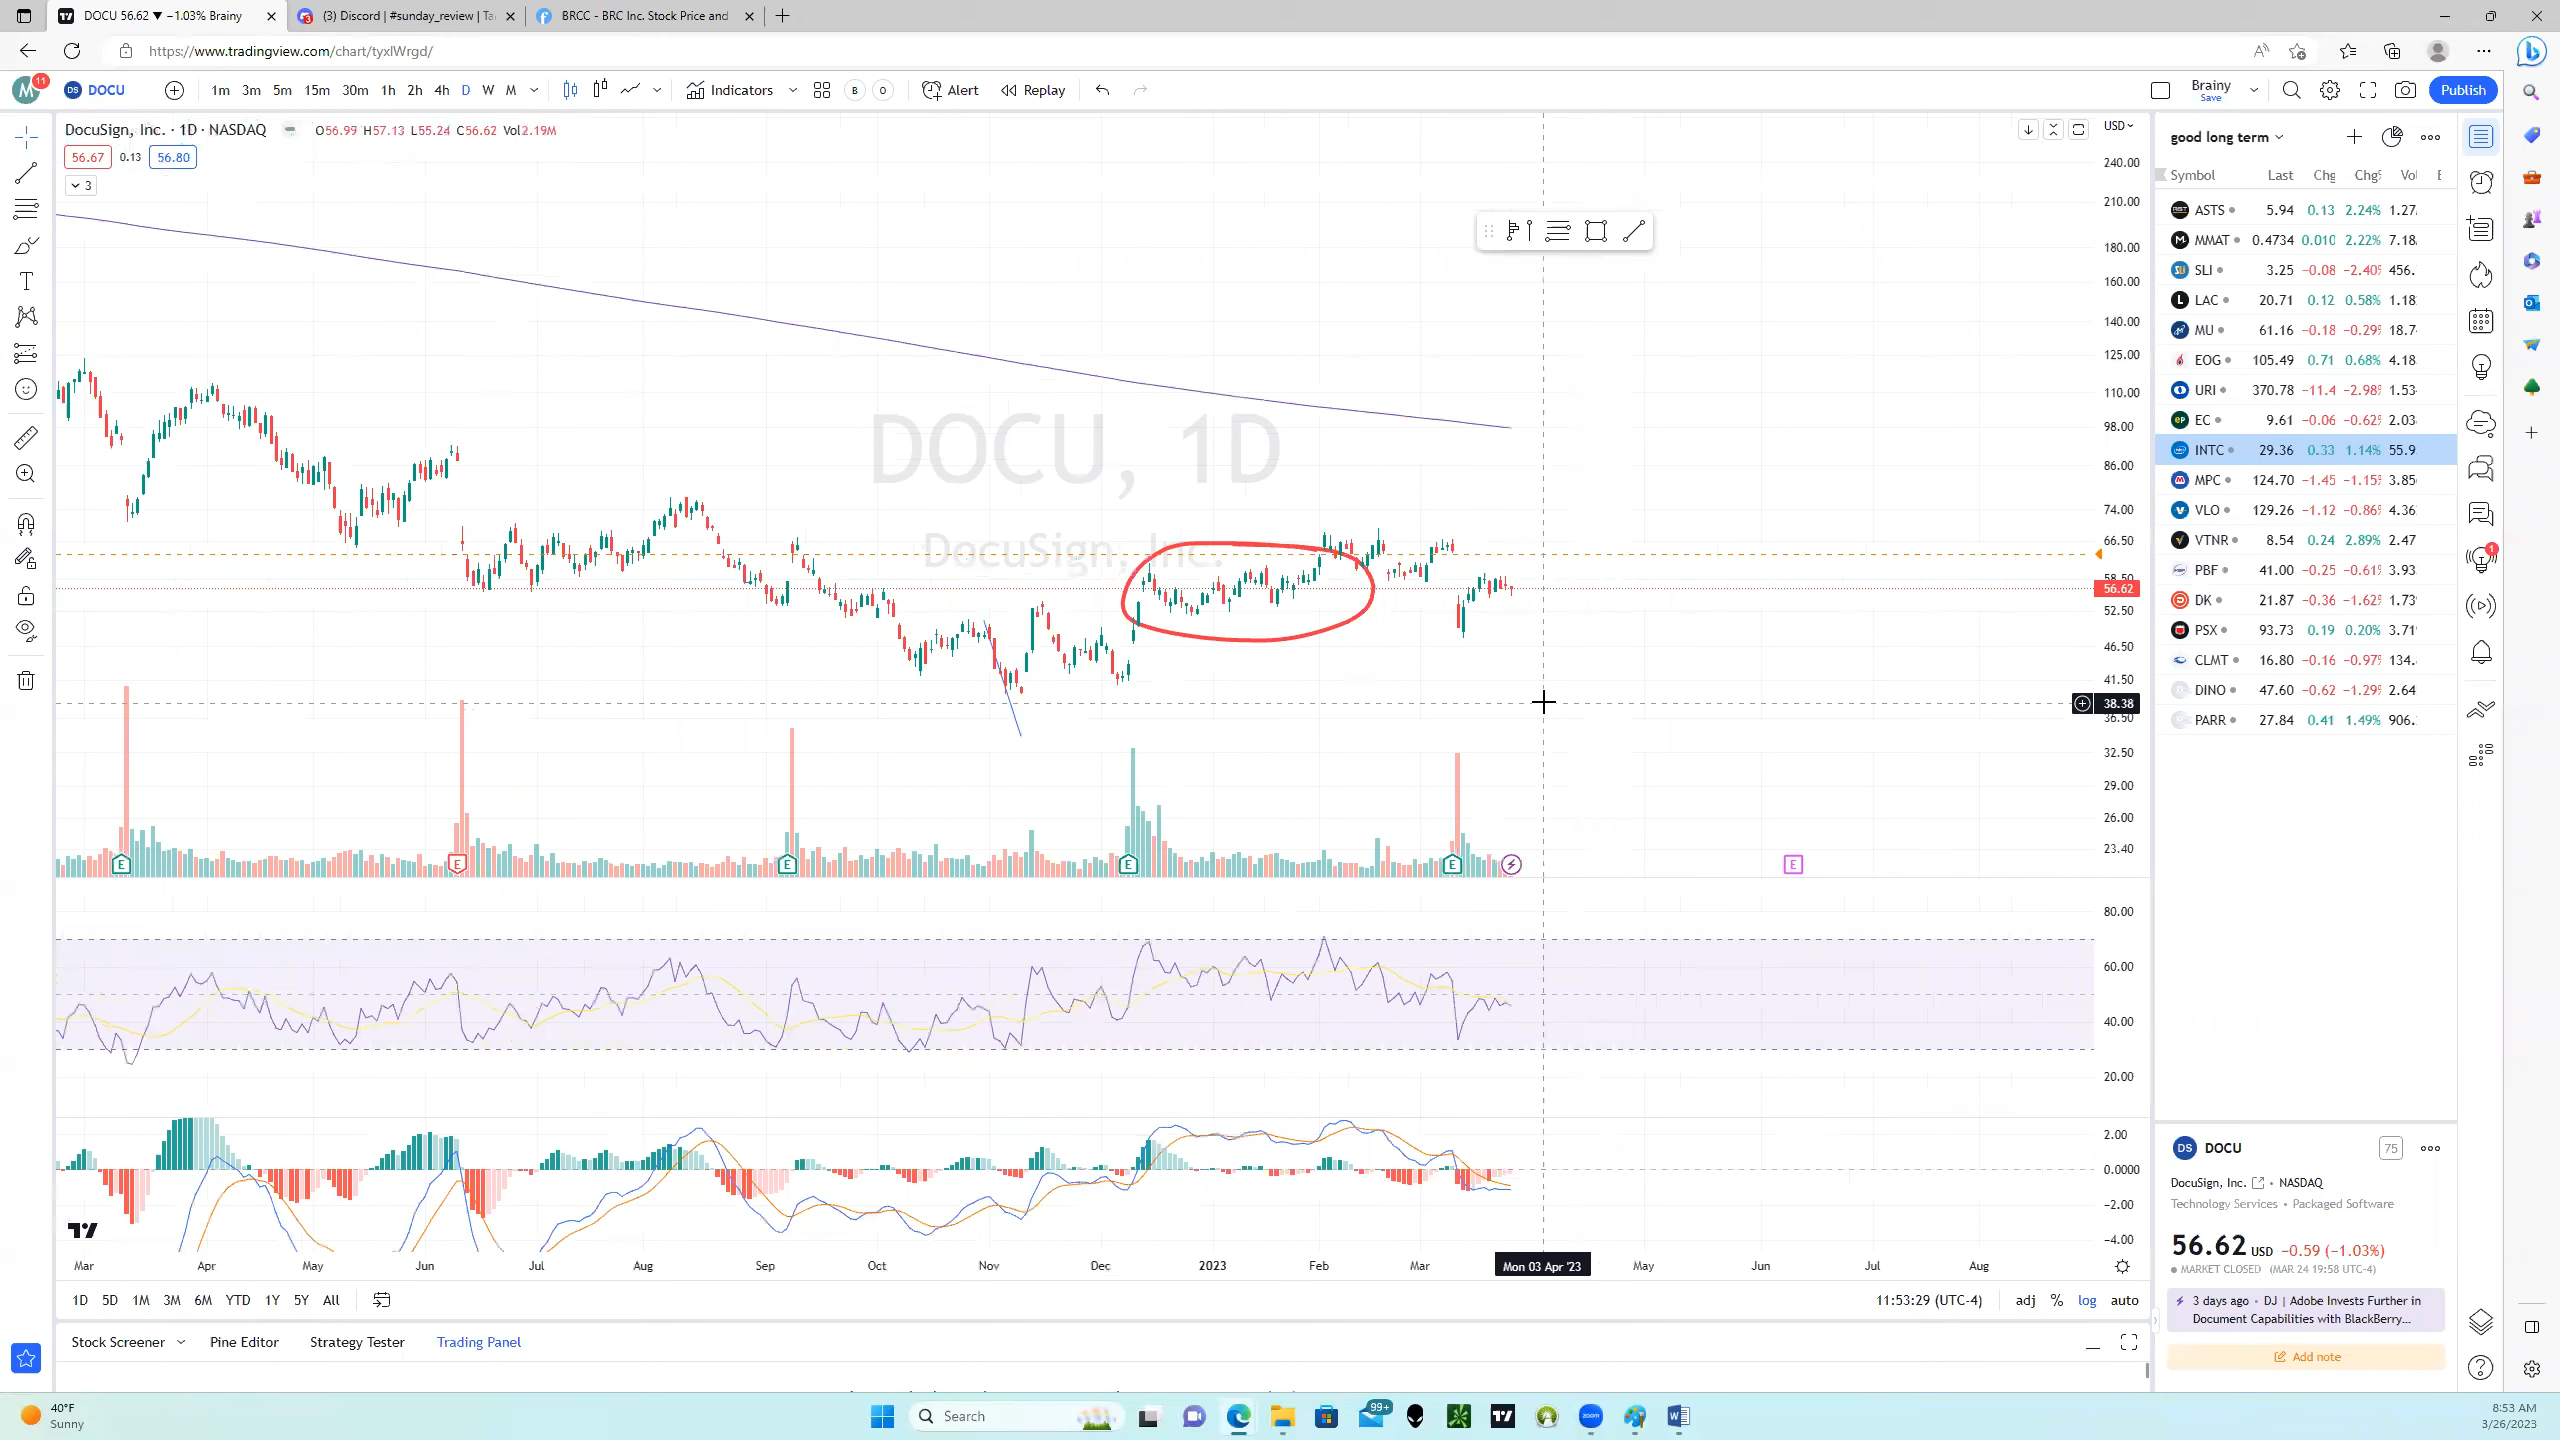 DOCU 56.62 ▼ −1.03% Brainy
(3) Discord | #sunday_review | Ta
BRCC - BRC Inc. Stock Price and
https://www.tradingview.com/chart/tyxlWrgd/
M 11 DOCU 1m 3m 5m 15m 30m 1h 2h 4h D W M Indicators B O Alert Replay Brainy Save Publish
DocuSign, Inc. · 1D · NASDAQ O56.99 H57.13 L55.24 C56.62 Vol2.19M
56.67 0.13 56.80
3
USD
240.00
210.00
180.00
160.00
140.00
125.00
110.00
98.00
86.00
74.00
66.50
58.50
56.62
52.50
46.50
41.50
38.38
36.50
32.50
29.00
26.00
23.40
DOCU, 1D
DocuSign, Inc.
E E E E E E
80.00
60.00
40.00
20.00
2.00
0.0000
−2.00
−4.00
Mar Apr May Jun Jul Aug Sep Oct Nov Dec 2023 Feb Mar Mon 03 Apr '23 May Jun Jul Aug
1D 5D 1M 3M 6M YTD 1Y 5Y All 11:53:29 (UTC-4) adj % log auto
Stock Screener Pine Editor Strategy Tester Trading Panel
good long term
Symbol Last Chg Chg% Vol E
ASTS 5.94 0.13 2.24% 1.27
MMAT 0.4734 0.010 2.22% 7.18
SLI 3.25 −0.08 −2.40% 456.
LAC 20.71 0.12 0.58% 1.18
MU 61.16 −0.18 −0.29% 18.7
EOG 105.49 0.71 0.68% 4.18
URI 370.78 −11.4 −2.98% 1.53
EC 9.61 −0.06 −0.62% 2.03
INTC 29.36 0.33 1.14% 55.9
MPC 124.70 −1.45 −1.15% 3.85
VLO 129.26 −1.12 −0.86% 4.36
VTNR 8.54 0.24 2.89% 2.47
PBF 41.00 −0.25 −0.61% 3.93
DK 21.87 −0.36 −1.62% 1.73
PSX 93.73 0.19 0.20% 3.71
CLMT 16.80 −0.16 −0.97% 134.
DINO 47.60 −0.62 −1.29% 2.64
PARR 27.84 0.41 1.49% 906.
DS DOCU 75
DocuSign, Inc. • NASDAQ
Technology Services • Packaged Software
56.62 USD −0.59 (−1.03%)
MARKET CLOSED (MAR 24 19:58 UTC-4)
3 days ago • DJ | Adobe Invests Further in
Document Capabilities with BlackBerry...
Add note
40°F
Sunny
Search
99+
zoom
8:53 AM
3/26/2023